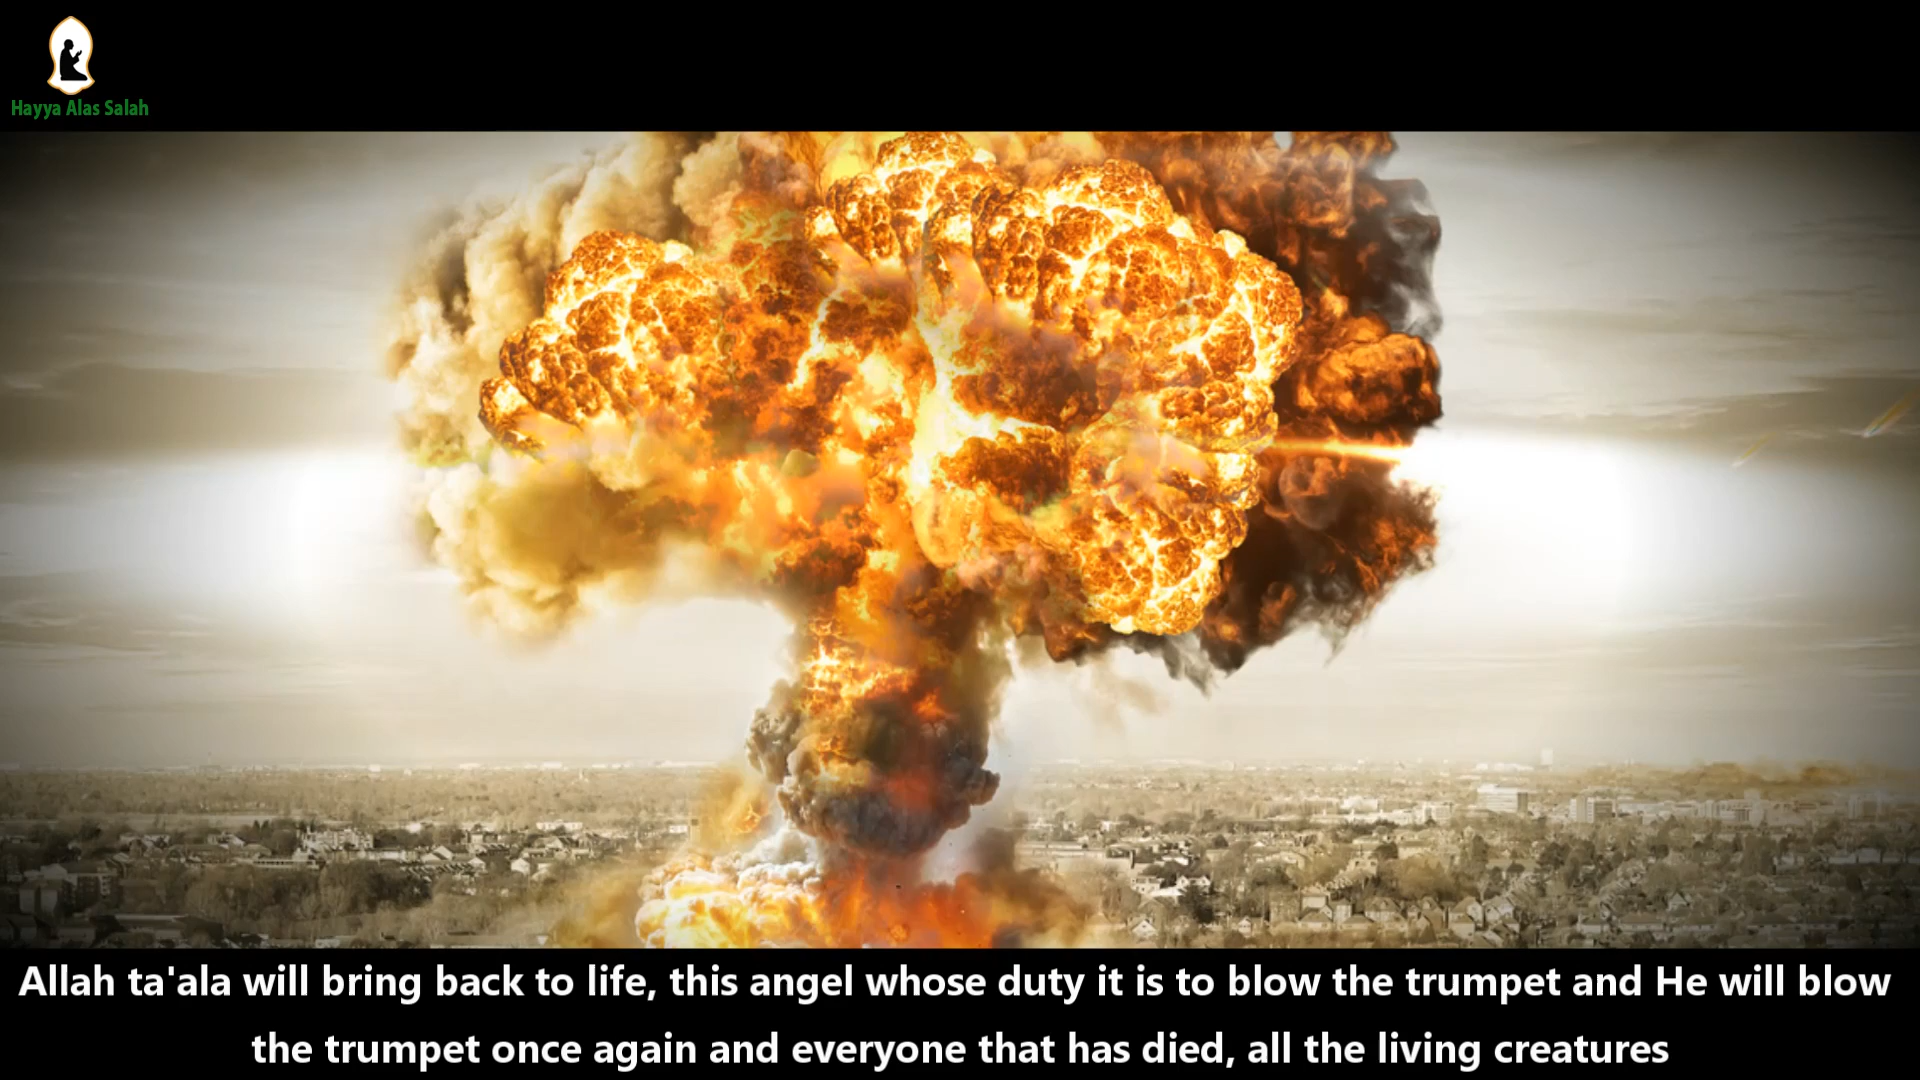 Hayya Alas Salah
Allah ta'ala will bring back to life, this angel whose duty it is to blow the trumpet and He will blow
the trumpet once again and everyone that has died, all the living creatures